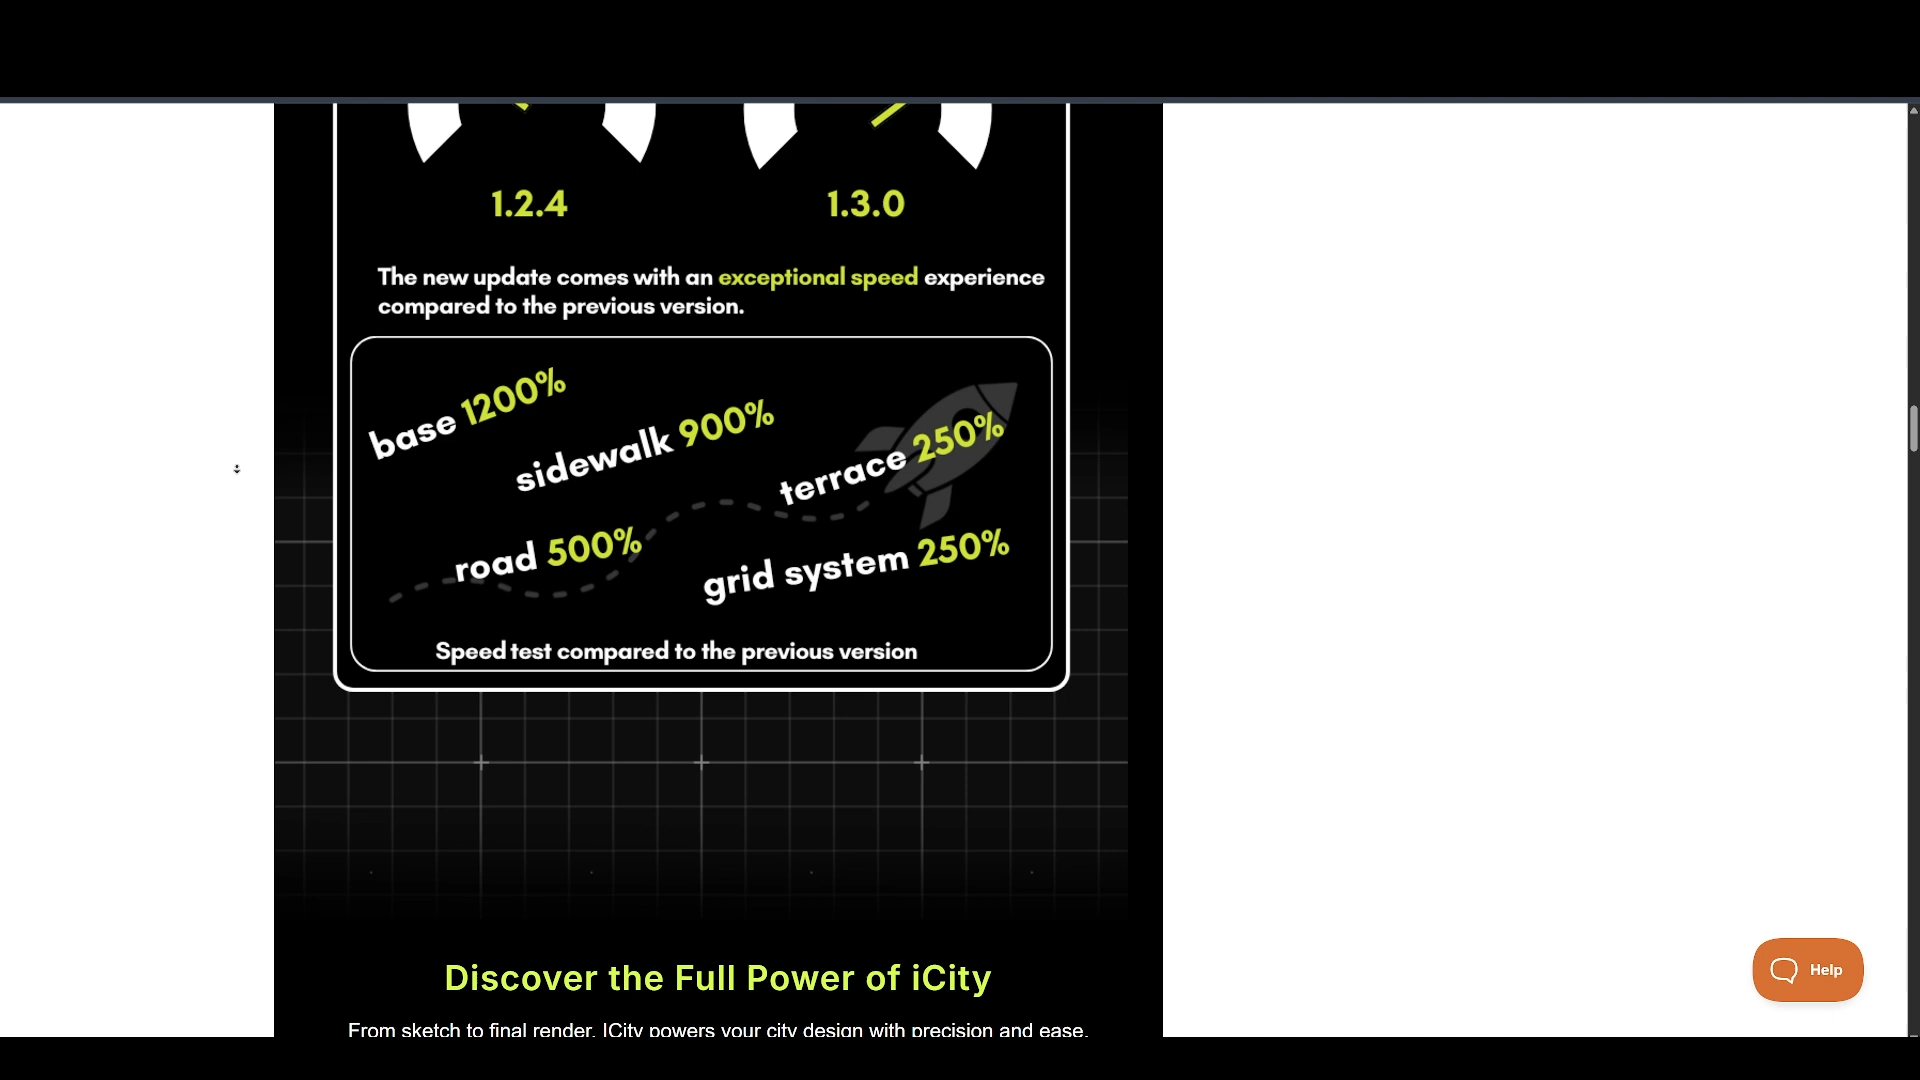 1.2.4
1.3.0
The new update comes with an exceptional speed experience
compared to the previous version.
base 1200%
sidewalk 900%
terrace 250%
road 500%
grid system 250%
Speed test compared to the previous version
Discover the Full Power of iCity
From sketch to final render, ICity powers your city design with precision and ease.
Help